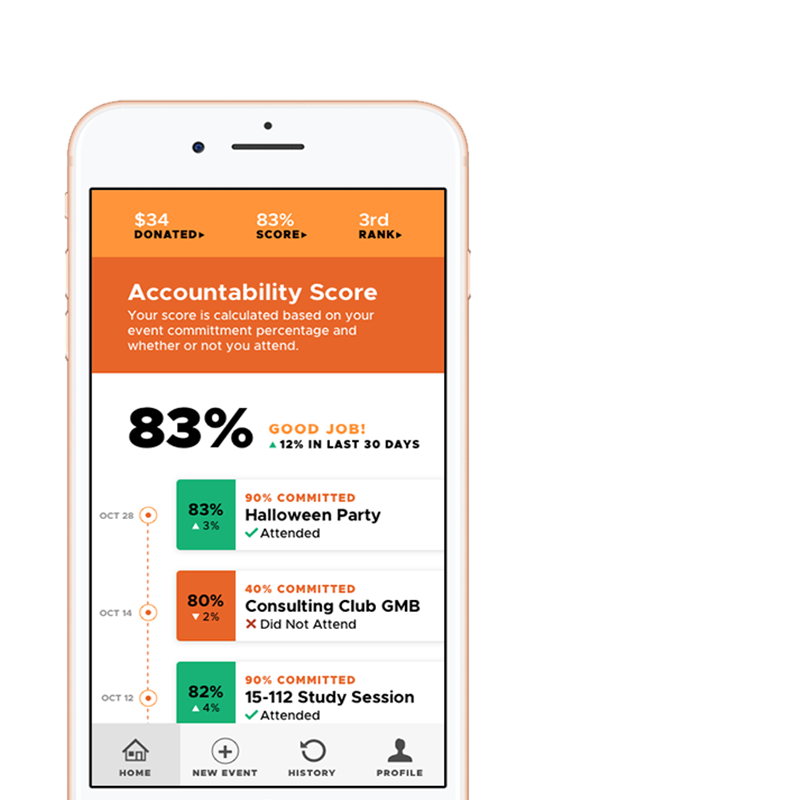 $34
DONATED▸
83%
SCORE▸
3rd
RANK▸
Accountability Score
Your score is calculated based on your
event committment percentage and
whether or not you attend.
83%
GOOD JOB!
▲ 12% IN LAST 30 DAYS
OCT 28
83%
▲ 3%
90% COMMITTED
Halloween Party
✓ Attended
OCT 14
80%
▼ 2%
40% COMMITTED
Consulting Club GMB
✕ Did Not Attend
OCT 12
82%
▲ 4%
90% COMMITTED
15-112 Study Session
✓ Attended
HOME
NEW EVENT
HISTORY
PROFILE